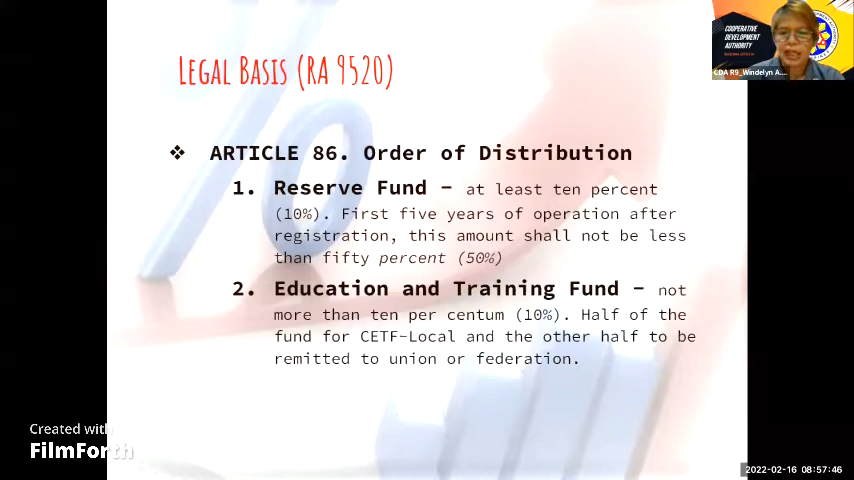 COOPERATIVE
DEVELOPMENT
AUTHORITY
CDA R9_Windelyn A....
Legal Basis (RA 9520)
❖ ARTICLE 86. Order of Distribution
1. Reserve Fund – at least ten percent
(10%). First five years of operation after
registration, this amount shall not be less
than fifty percent (50%)
2. Education and Training Fund – not
more than ten per centum (10%). Half of the
fund for CETF-Local and the other half to be
remitted to union or federation.
Created with
FilmForth
2022-02-16 08:57:46